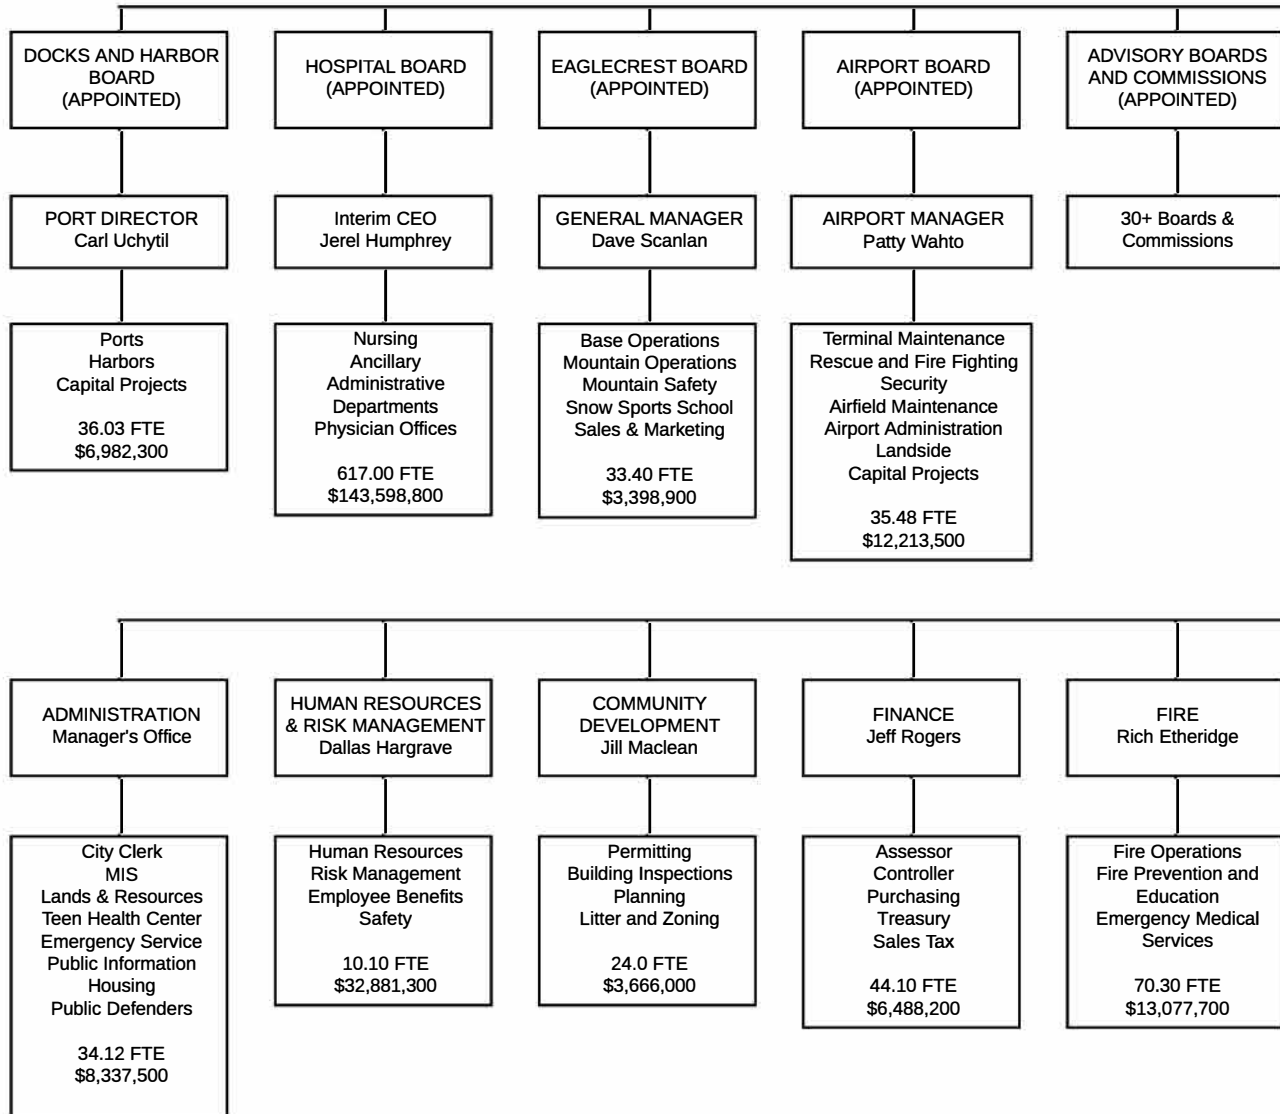 DOCKS AND HARBOR
BOARD
(APPOINTED)
HOSPITAL BOARD
(APPOINTED)
EAGLECREST BOARD
(APPOINTED)
AIRPORT BOARD
(APPOINTED)
ADVISORY BOARDS
AND COMMISSIONS
(APPOINTED)
PORT DIRECTOR
Carl Uchytil
Interim CEO
Jerel Humphrey
GENERAL MANAGER
Dave Scanlan
AIRPORT MANAGER
Patty Wahto
30+ Boards &
Commissions
Ports
Harbors
Capital Projects
36.03 FTE
$6,982,300
Nursing
Ancillary
Administrative
Departments
Physician Offices
617.00 FTE
$143,598,800
Base Operations
Mountain Operations
Mountain Safety
Snow Sports School
Sales & Marketing
33.40 FTE
$3,398,900
Terminal Maintenance
Rescue and Fire Fighting
Security
Airfield Maintenance
Airport Administration
Landside
Capital Projects
35.48 FTE
$12,213,500
ADMINISTRATION
Manager's Office
HUMAN RESOURCES
& RISK MANAGEMENT
Dallas Hargrave
COMMUNITY
DEVELOPMENT
Jill Maclean
FINANCE
Jeff Rogers
FIRE
Rich Etheridge
City Clerk
MIS
Lands & Resources
Teen Health Center
Emergency Service
Public Information
Housing
Public Defenders
34.12 FTE
$8,337,500
Human Resources
Risk Management
Employee Benefits
Safety
10.10 FTE
$32,881,300
Permitting
Building Inspections
Planning
Litter and Zoning
24.0 FTE
$3,666,000
Assessor
Controller
Purchasing
Treasury
Sales Tax
44.10 FTE
$6,488,200
Fire Operations
Fire Prevention and
Education
Emergency Medical
Services
70.30 FTE
$13,077,700